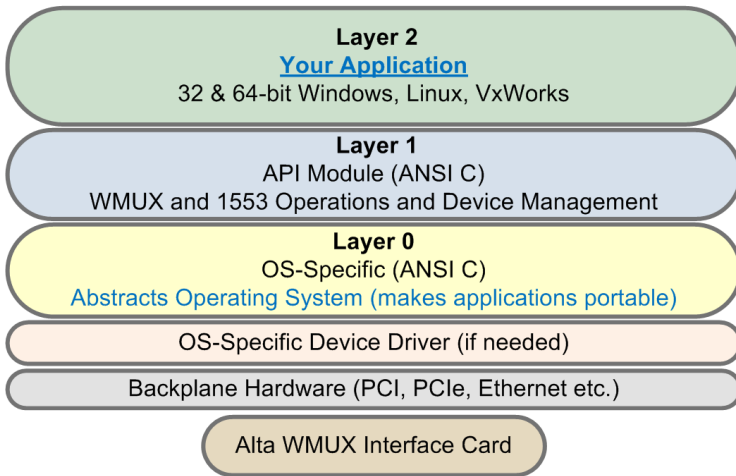 Layer 2
Your Application
32 & 64-bit Windows, Linux, VxWorks
Layer 1
API Module (ANSI C)
WMUX and 1553 Operations and Device Management
Layer 0
OS-Specific (ANSI C)
Abstracts Operating System (makes applications portable)
OS-Specific Device Driver (if needed)
Backplane Hardware (PCI, PCIe, Ethernet etc.)
Alta WMUX Interface Card